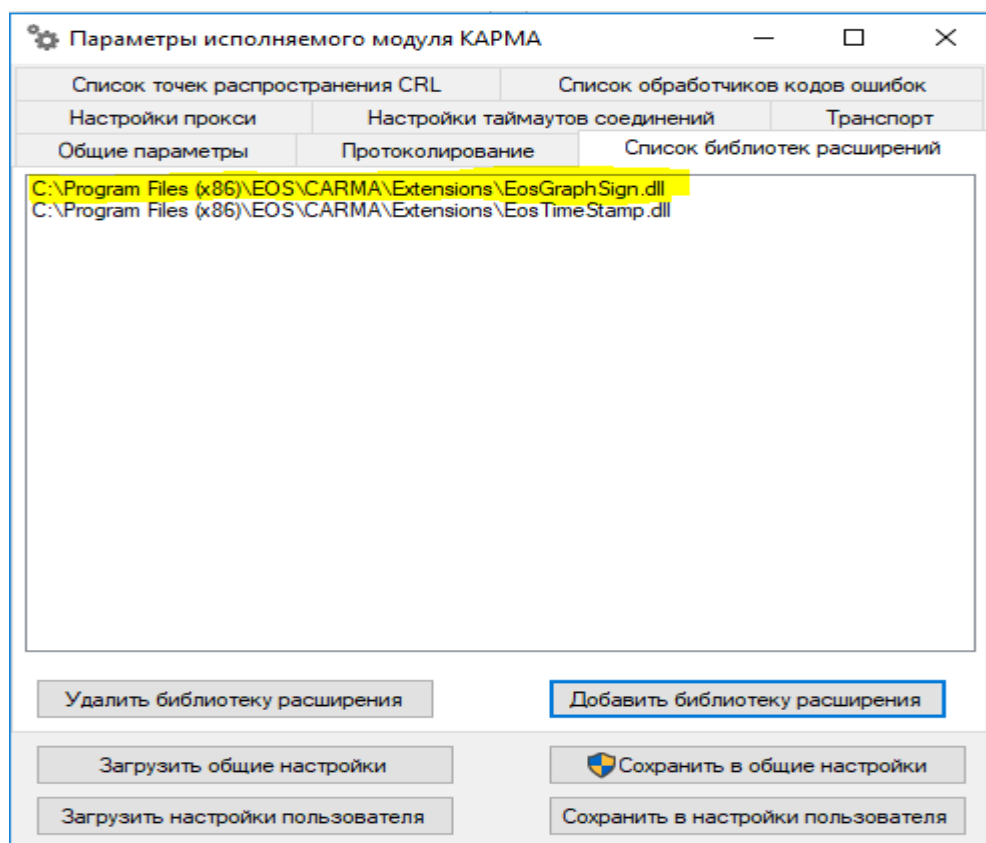 Параметры исполняемого модуля КАРМА
Список точек распространения CRL Список обработчиков кодов ошибок
Настройки прокси Настройки таймаутов соединений Транспорт
Общие параметры Протоколирование Список библиотек расширений
C:\Program Files (x86)\EOS\CARMA\Extensions\EosGraphSign.dll
C:\Program Files (x86)\EOS\CARMA\Extensions\EosTimeStamp.dll
Удалить библиотеку расширения Добавить библиотеку расширения
Загрузить общие настройки Сохранить в общие настройки
Загрузить настройки пользователя Сохранить в настройки пользователя